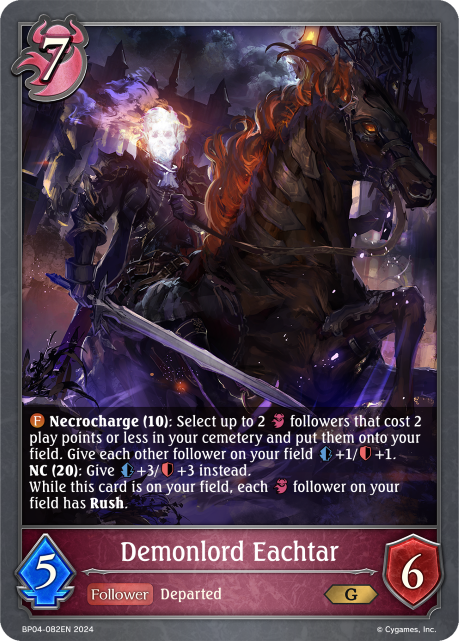 7
F Necrocharge (10): Select up to 2 followers that cost 2
play points or less in your cemetery and put them onto your
field. Give each other follower on your field +1/ +1.
NC (20): Give +3/ +3 instead.
While this card is on your field, each follower on your
field has Rush.
Demonlord Eachtar
5
Follower Departed
G
6
BP04-082EN 2024
© Cygames, Inc.